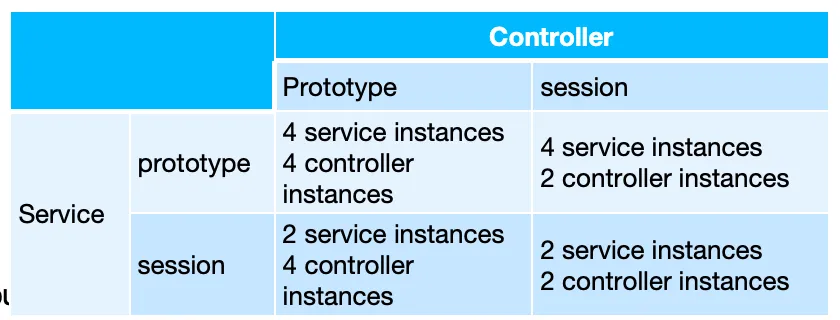 Controller
Prototype
session
Service
prototype
4 service instances
4 controller
instances
4 service instances
2 controller instances
session
2 service instances
4 controller
instances
2 service instances
2 controller instances